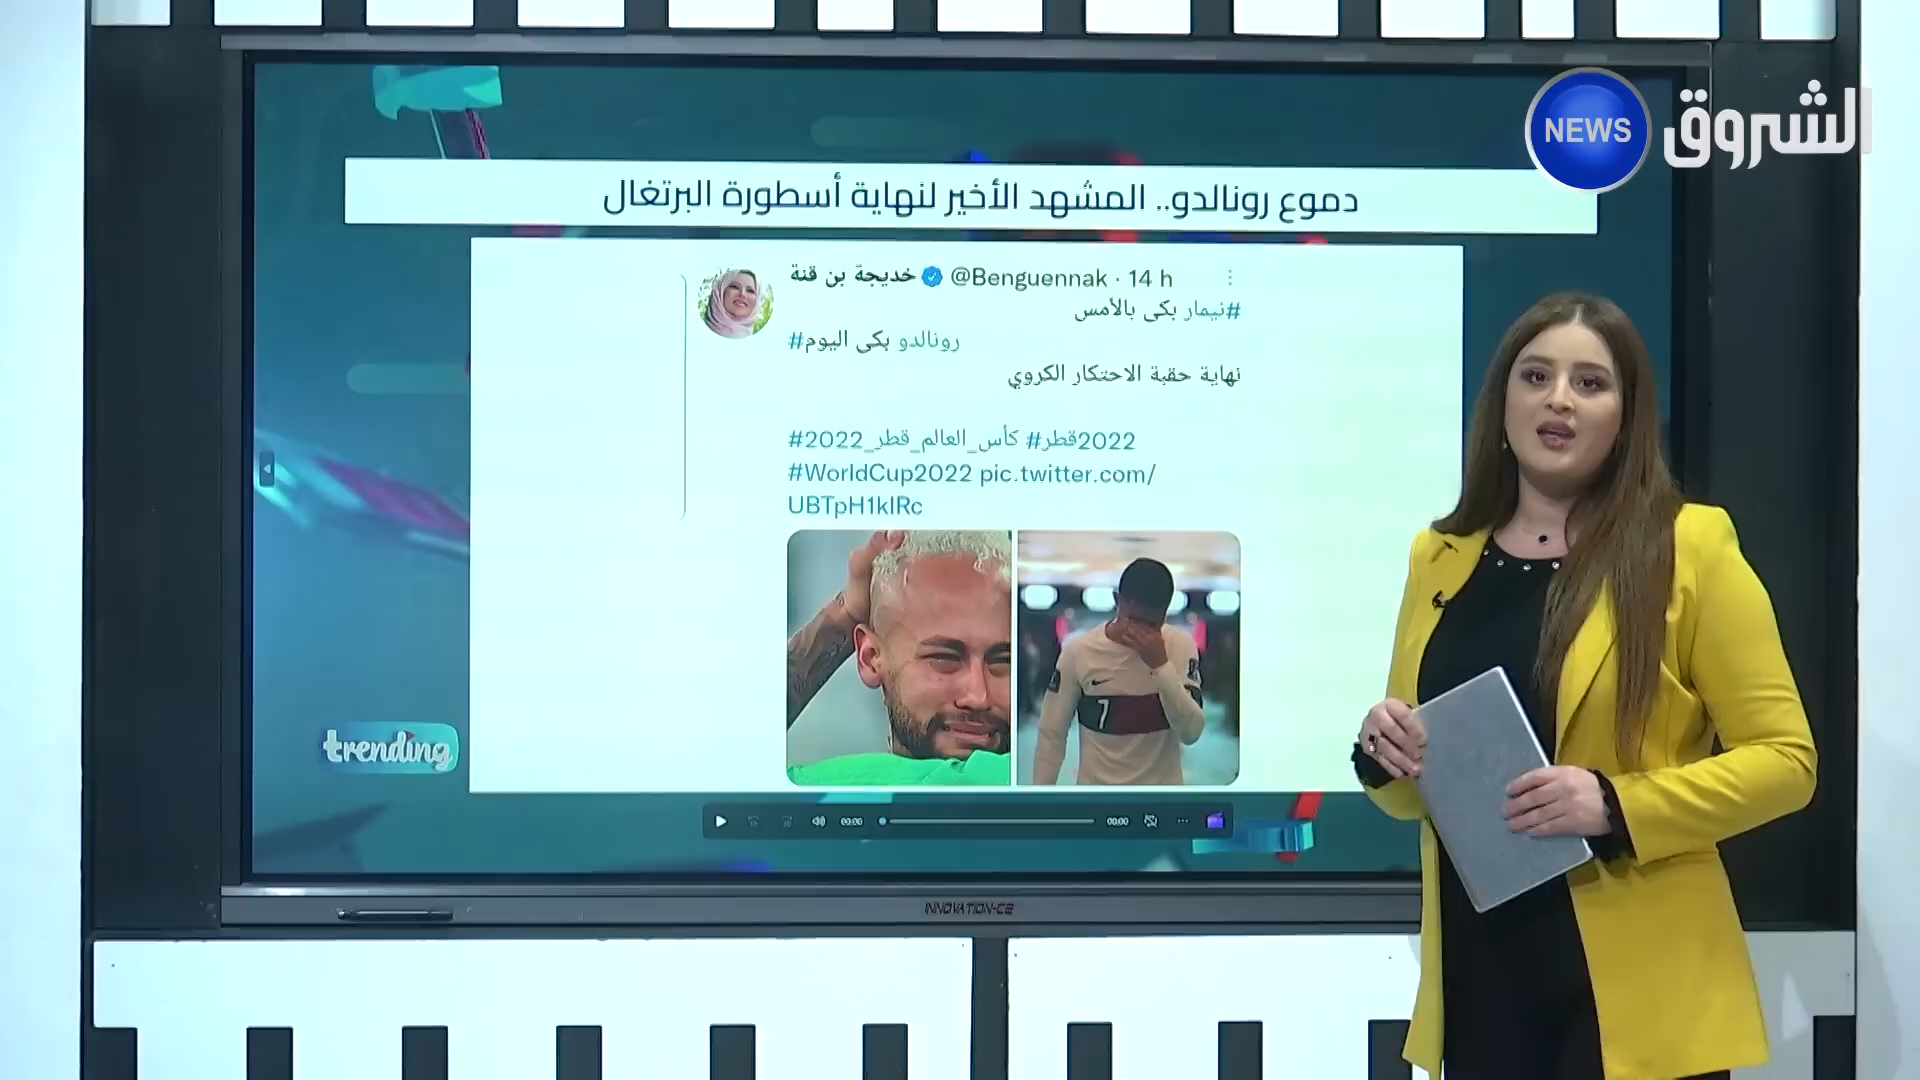 NEWS الشروق
دموع رونالدو.. المشهد الأخير لنهاية أسطورة البرتغال
خديجة بن قنة @Benguennak · 14 h
#نيمار بكى بالأمس
رونالدو بكى اليوم#
نهاية حقبة الاحتكار الكروي
#كأس_العالم_قطر_2022 #قطر2022
#WorldCup2022 pic.twitter.com/
UBTpH1klRc
7
trending
00:00 00:00
INNOVATION-CE